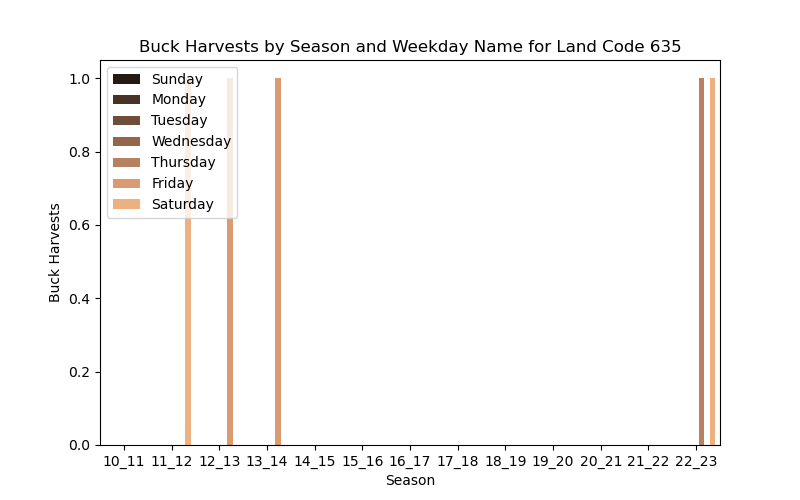 Buck Harvests by Season and Weekday Name for Land Code 635
1.0
0.8
0.6
0.4
0.2
0.0
Buck Harvests
Sunday
Monday
Tuesday
Wednesday
Thursday
Friday
Saturday
10_11 11_12 12_13 13_14 14_15 15_16 16_17 17_18 18_19 19_20 20_21 21_22 22_23
Season